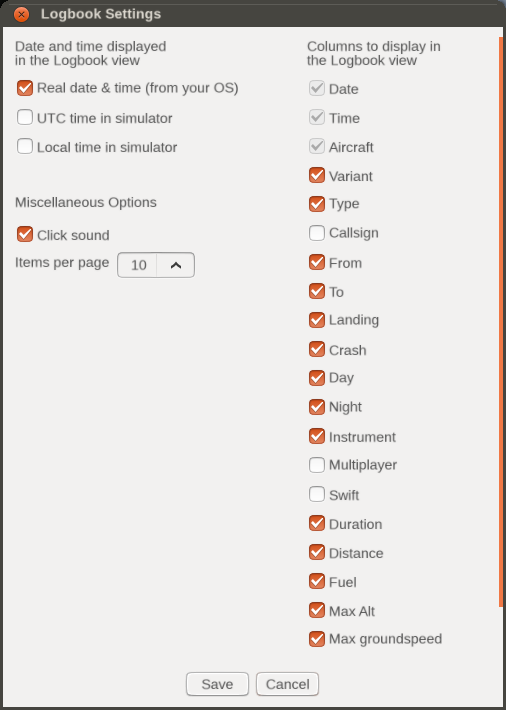 Logbook Settings
Date and time displayed
in the Logbook view
Real date & time (from your OS)
UTC time in simulator
Local time in simulator
Miscellaneous Options
Click sound
Items per page 10
Columns to display in
the Logbook view
Date
Time
Aircraft
Variant
Type
Callsign
From
To
Landing
Crash
Day
Night
Instrument
Multiplayer
Swift
Duration
Distance
Fuel
Max Alt
Max groundspeed
Save Cancel